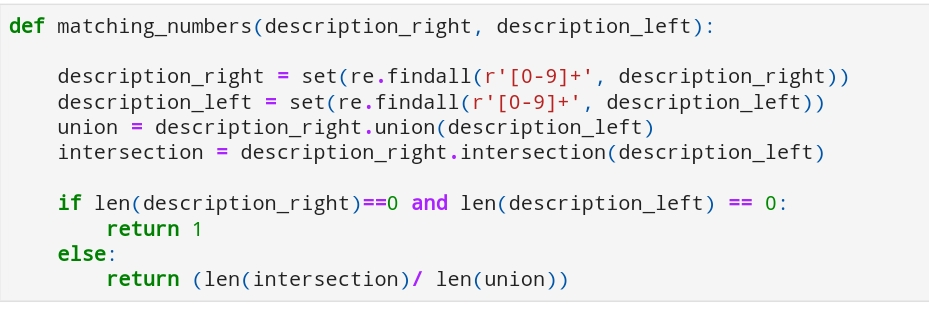 def matching_numbers(description_right, description_left):
    description_right = set(re.findall(r'[0-9]+', description_right))
    description_left = set(re.findall(r'[0-9]+', description_left))
    union = description_right.union(description_left)
    intersection = description_right.intersection(description_left)
    if len(description_right)==0 and len(description_left) == 0:
        return 1
    else:
        return (len(intersection)/ len(union))